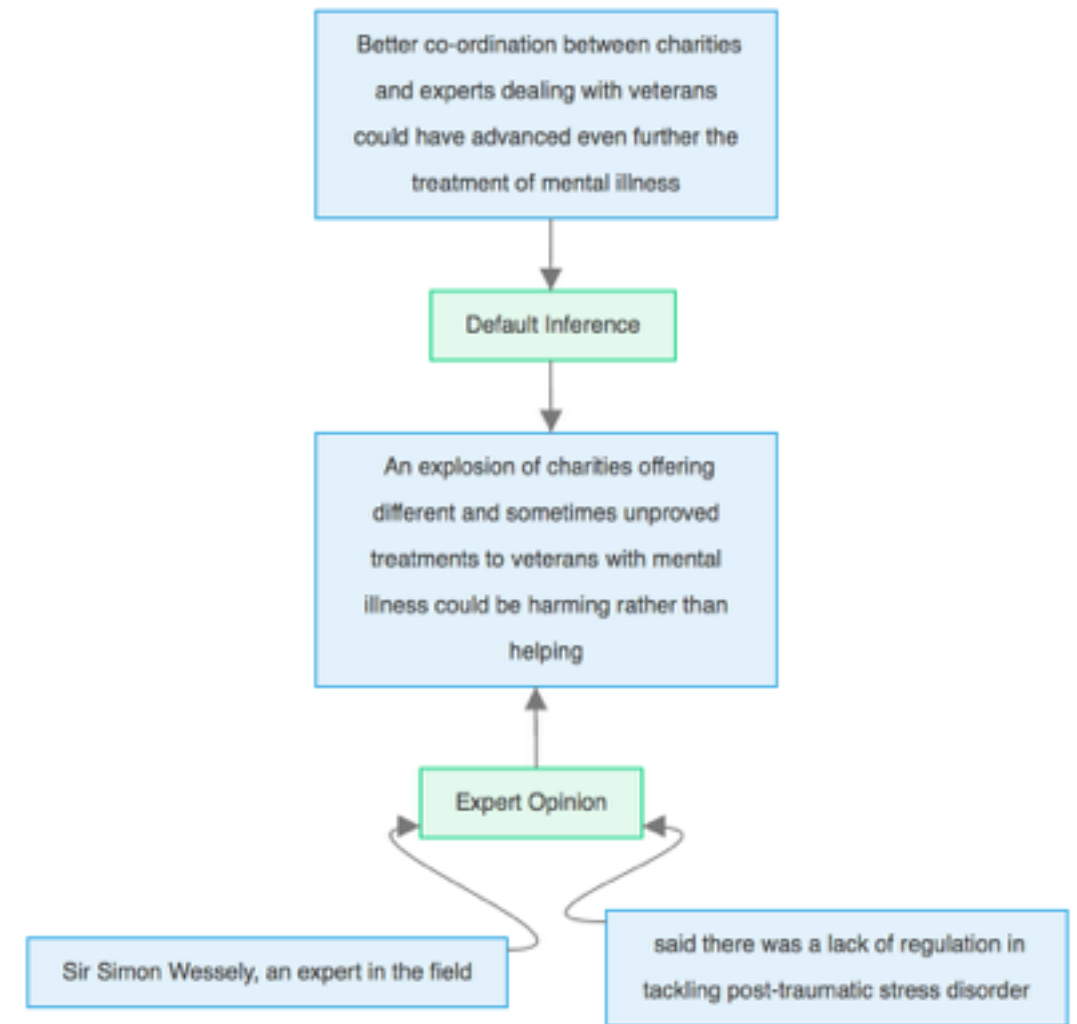 Better co-ordination between charities
and experts dealing with veterans
could have advanced even further the
treatment of mental illness
Default Inference
An explosion of charities offering
different and sometimes unproved
treatments to veterans with mental
illness could be harming rather than
helping
Expert Opinion
Sir Simon Wessely, an expert in the field
said there was a lack of regulation in
tackling post-traumatic stress disorder